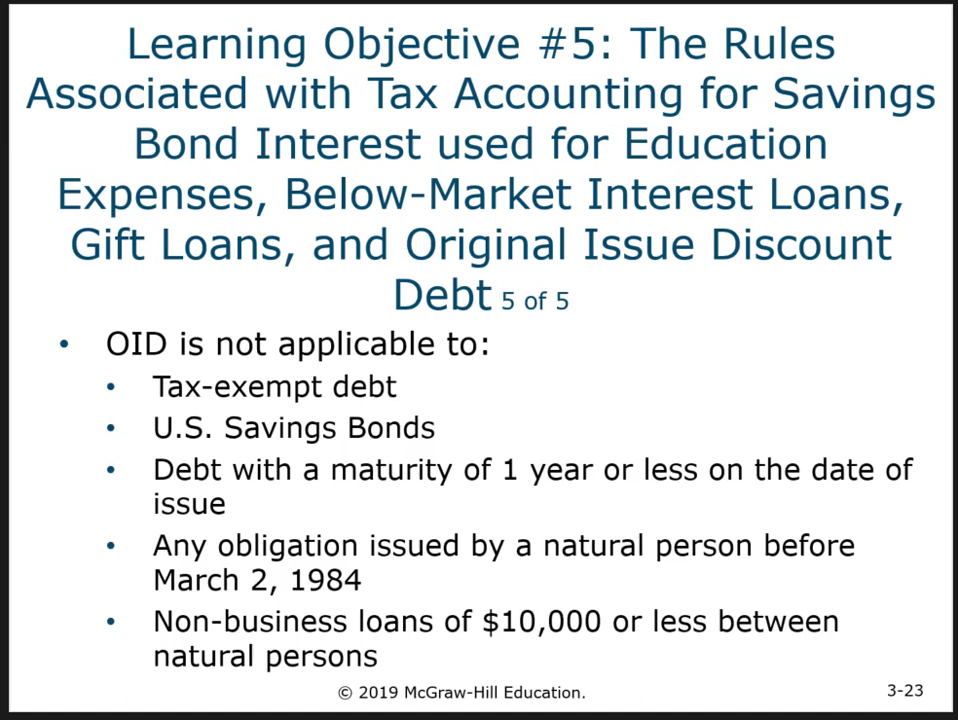 Learning Objective #5: The Rules
Associated with Tax Accounting for Savings
Bond Interest used for Education
Expenses, Below-Market Interest Loans,
Gift Loans, and Original Issue Discount
Debt 5 of 5
• OID is not applicable to:
• Tax-exempt debt
• U.S. Savings Bonds
• Debt with a maturity of 1 year or less on the date of
issue
• Any obligation issued by a natural person before
March 2, 1984
• Non-business loans of $10,000 or less between
natural persons
© 2019 McGraw-Hill Education.
3-23